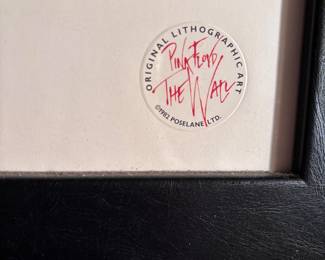 ORIGINAL LITHOGRAPHIC ART
PINK FLOYD
THE WALL
©1982 POSELANE, LTD.